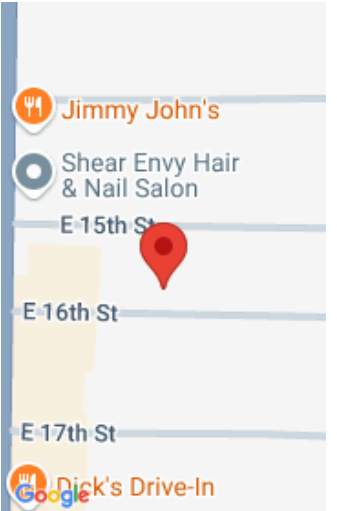 Jimmy John's
Shear Envy Hair
& Nail Salon
E 15th St
E 16th St
E 17th St
Dick's Drive-In
Google